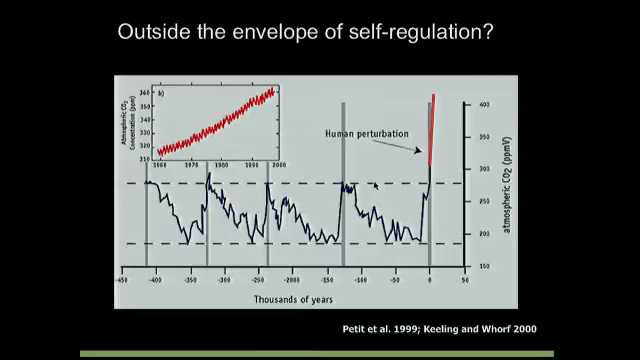 Outside the envelope of self-regulation?
Atmospheric CO2
Concentration (ppm)
360
350
340
330
320
310
b)
1960 1970 1980 1990 2000
Human perturbation
400
350
300
250
200
150
atmospheric CO2 (ppmV)
-450 -400 -350 -300 -250 -200 -150 -100 -50 0 50
Thousands of years
Petit et al. 1999; Keeling and Whorf 2000